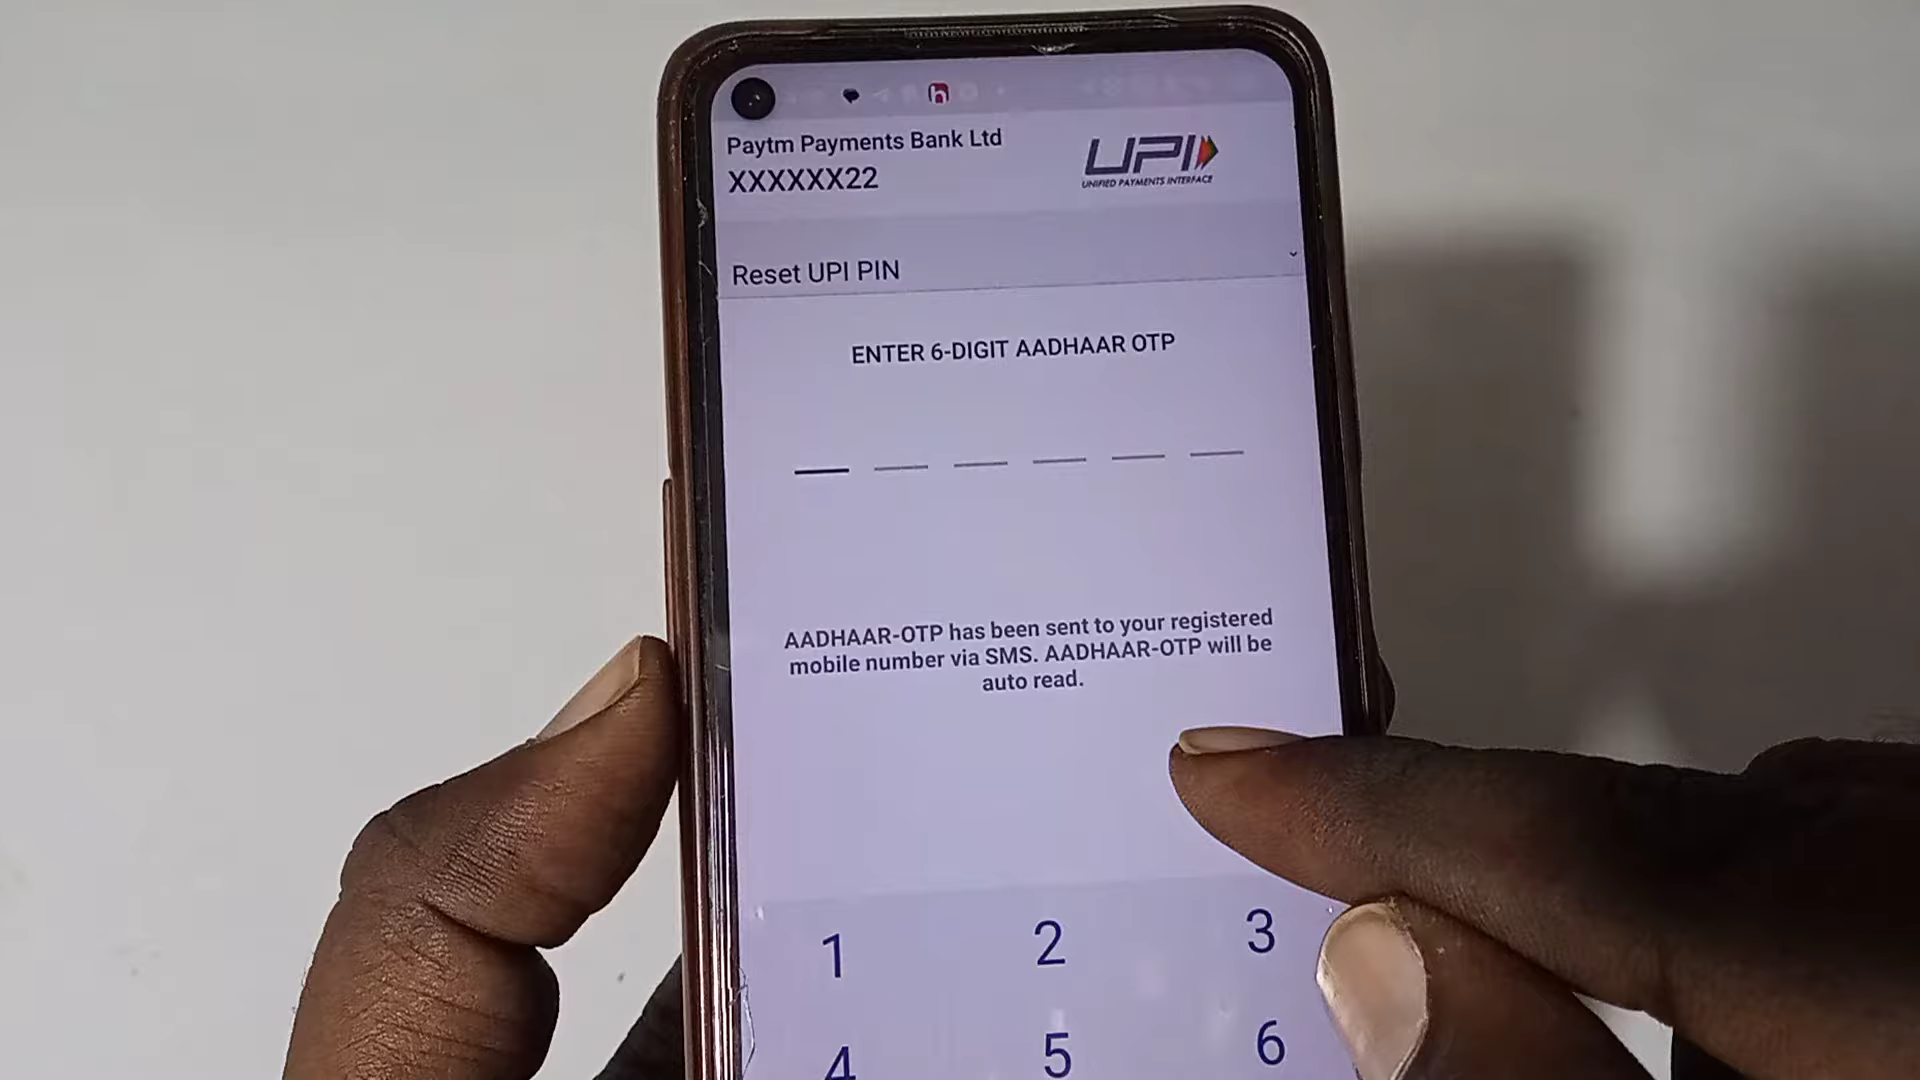 Paytm Payments Bank Ltd
XXXXXX22
UPI
UNIFIED PAYMENTS INTERFACE
Reset UPI PIN
ENTER 6-DIGIT AADHAAR OTP
AADHAAR-OTP has been sent to your registered
mobile number via SMS. AADHAAR-OTP will be
auto read.
1 2 3
4 5 6